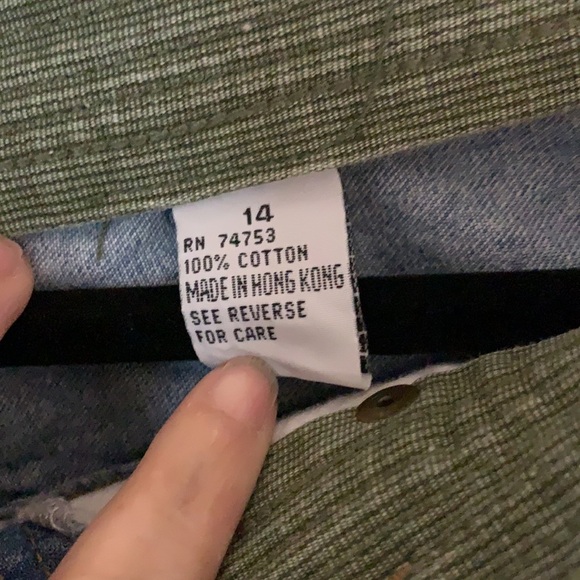 14
RN 74753
100% COTTON
MADE IN HONG KONG
SEE REVERSE
FOR CARE